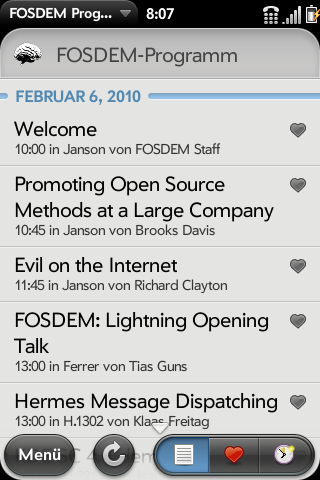 FOSDEM Prog... 8:07
FOSDEM-Programm
FEBRUAR 6, 2010
Welcome
10:00 in Janson von FOSDEM Staff
Promoting Open Source
Methods at a Large Company
10:45 in Janson von Brooks Davis
Evil on the Internet
11:45 in Janson von Richard Clayton
FOSDEM: Lightning Opening
Talk
13:00 in Ferrer von Tias Guns
Hermes Message Dispatching
13:00 in H.1302 von Klaas Freitag
Menü